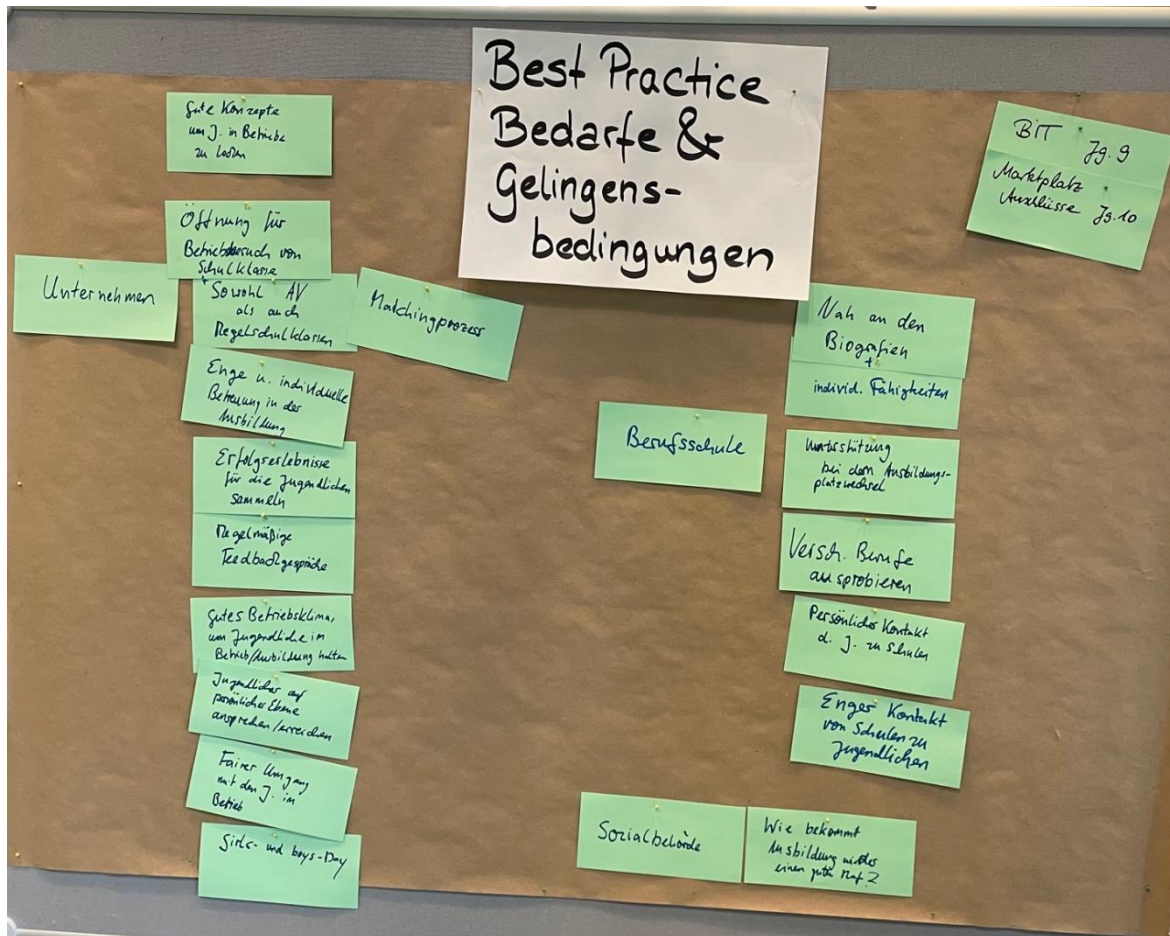 Best Practice
Bedarfe &
Gelingens-
bedingungen
Gute Konzepte
um J. in Betriebe
zu locken
Öffnung für
Betriebsbesuch von
Schulklasse
+
Sowohl AV
als auch
Regelschulklassen
Unternehmen
Matchingprozess
Enge u. individuelle
Betreuung in der
Ausbildung
Erfolgserlebnisse
für die Jugendlichen
sammeln
Regelmäßige
Feedbackgespräche
gutes Betriebsklima,
um Jugendliche im
Betrieb/Ausbildung halten
Jugendlicher auf
persönlicher Ebene
ansprechen/erreichen
Fairer Umgang
mit den J. im
Betrieb
Girls- und boys-Day
BIT Jg. 9
Marktplatz
Anschlüsse Jg. 10
Nah an den
Biografien
+
individ. Fähigkeiten
Berufsschule
Unterstützung
bei dem Ausbildungs-
platzwechsel
Versch. Berufe
ausprobieren
Persönlicher Kontakt
d. J. zu Schulen
Enger Kontakt
von Schulen zu
Jugendlichen
Sozialbehörde
Wie bekommt
Ausbildung wieder
einen guten Ruf?